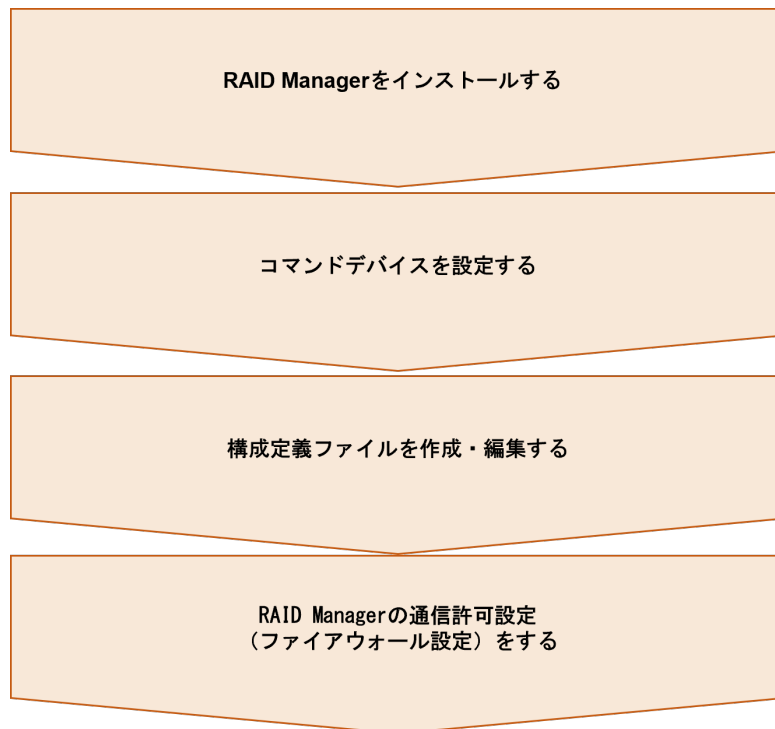 RAID Managerをインストールする
コマンドデバイスを設定する
構成定義ファイルを作成・編集する
RAID Managerの通信許可設定
（ファイアウォール設定）をする